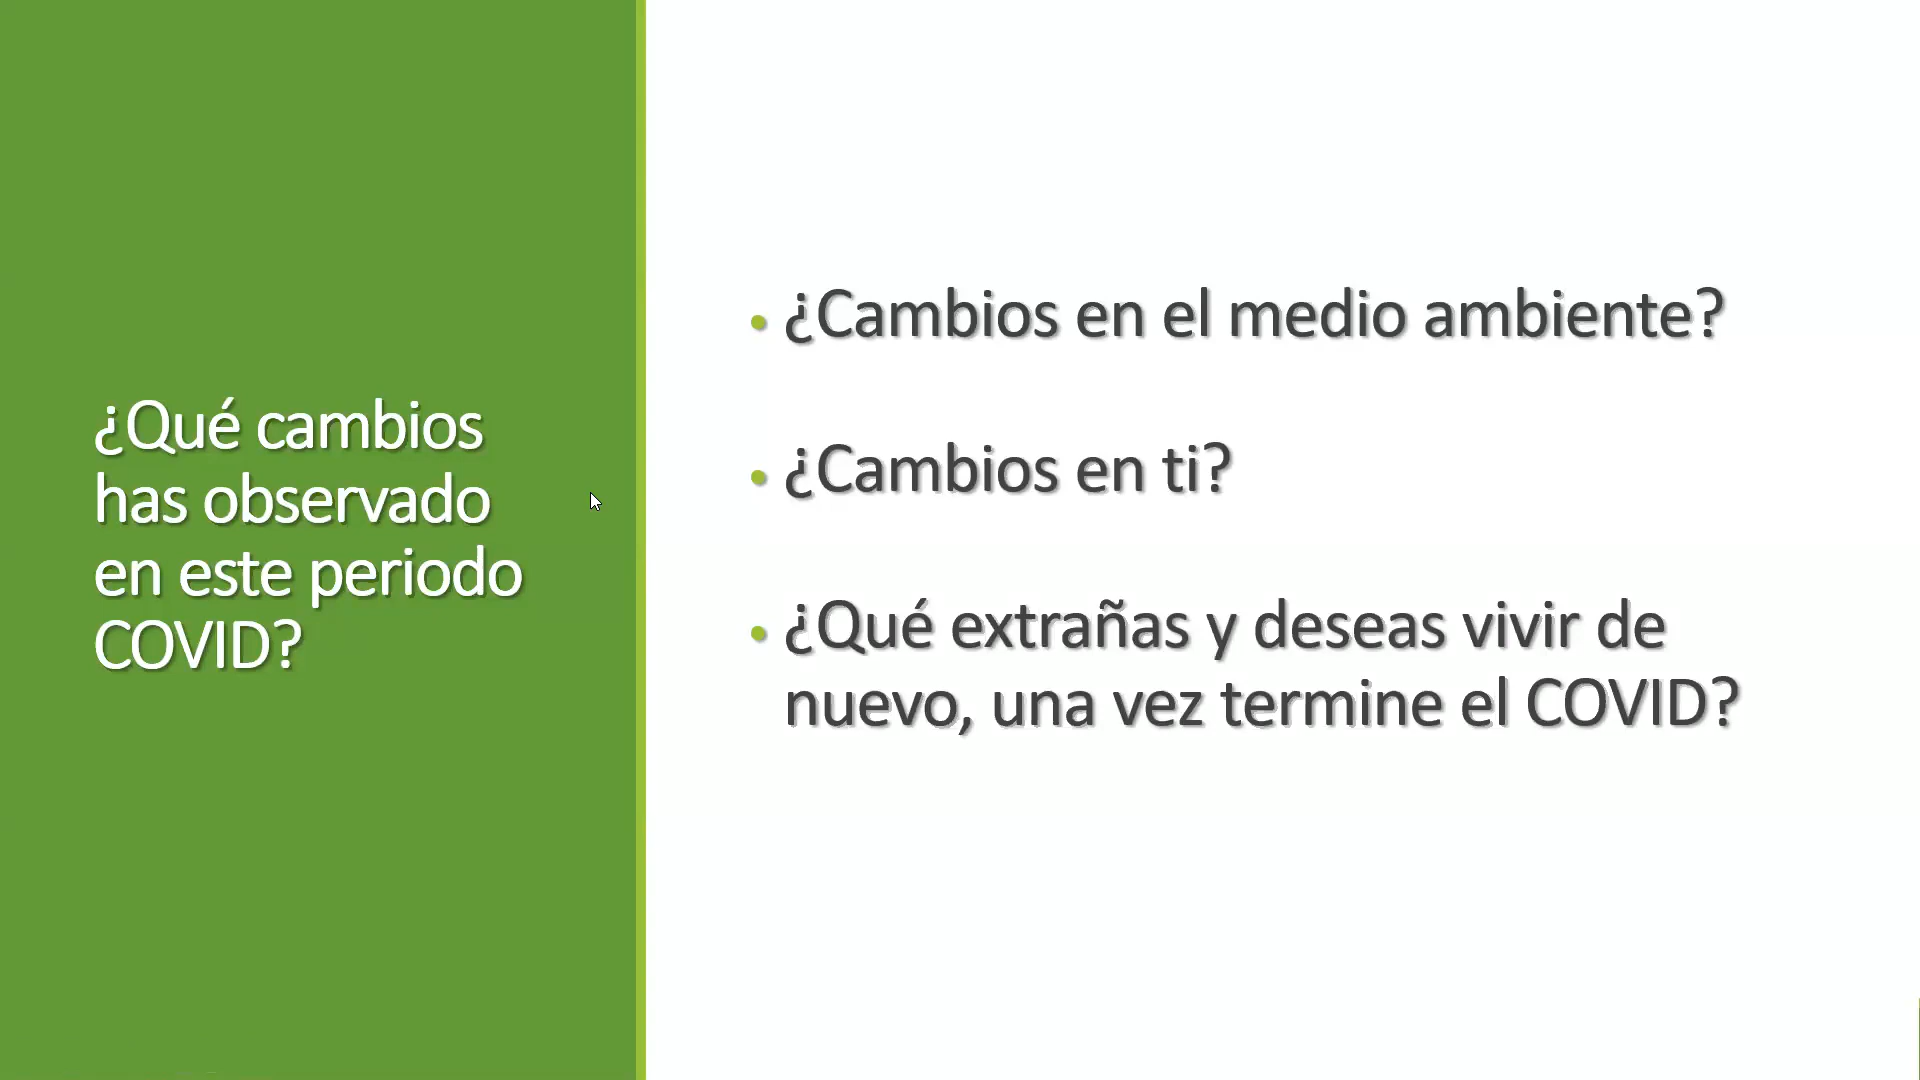 ¿Qué cambios
has observado
en este periodo
COVID?
• ¿Cambios en el medio ambiente?
• ¿Cambios en ti?
• ¿Qué extrañas y deseas vivir de
nuevo, una vez termine el COVID?